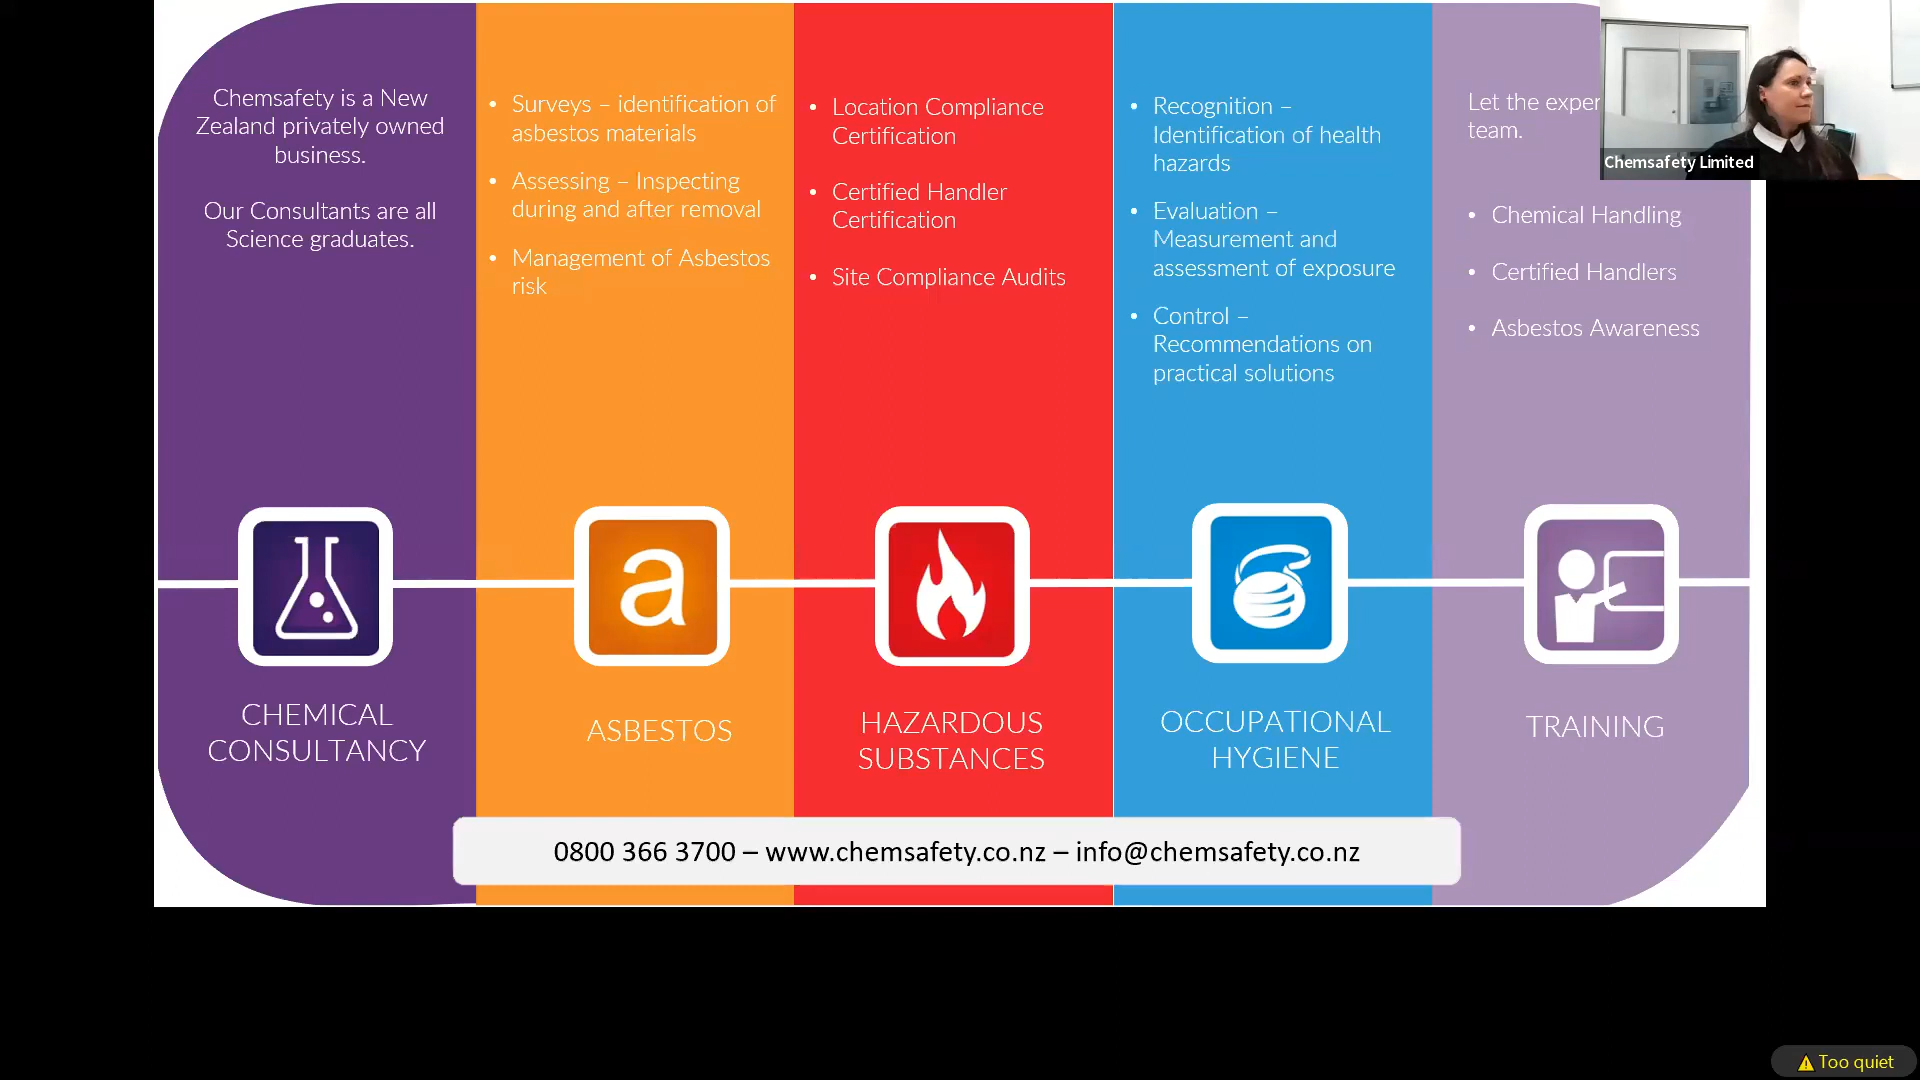 Chemsafety is a New
Zealand privately owned
business.
Our Consultants are all
Science graduates.
• Surveys – identification of
asbestos materials
• Assessing – Inspecting
during and after removal
• Management of Asbestos
risk
• Location Compliance
Certification
• Certified Handler
Certification
• Site Compliance Audits
• Recognition –
Identification of health
hazards
• Evaluation –
Measurement and
assessment of exposure
• Control –
Recommendations on
practical solutions
Let the
team.
• Chemical Handling
• Certified Handlers
• Asbestos Awareness
Chemsafety Limited
a
CHEMICAL
CONSULTANCY
ASBESTOS
HAZARDOUS
SUBSTANCES
OCCUPATIONAL
HYGIENE
TRAINING
0800 366 3700 – www.chemsafety.co.nz – info@chemsafety.co.nz
Too quiet